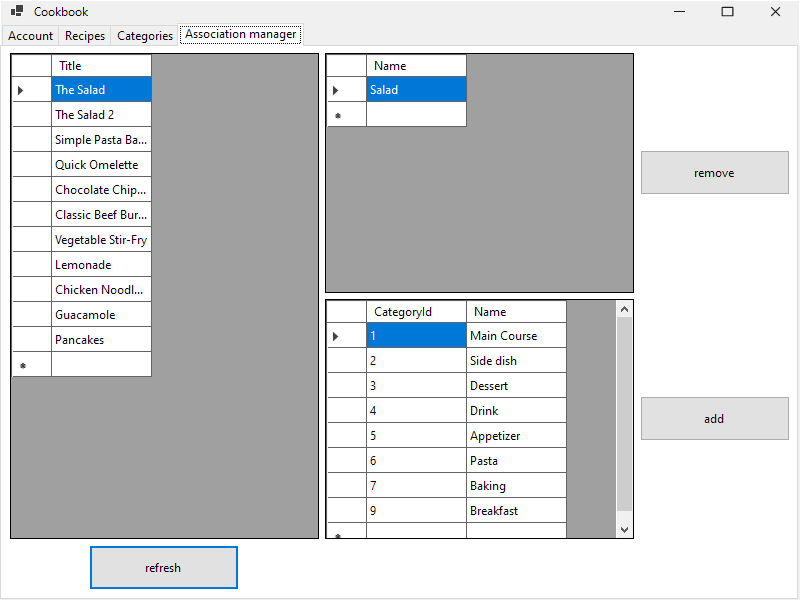 Cookbook
Account Recipes Categories Association manager
Title
The Salad
The Salad 2
Simple Pasta Ba...
Quick Omelette
Chocolate Chip...
Classic Beef Bur...
Vegetable Stir-Fry
Lemonade
Chicken Noodl...
Guacamole
Pancakes
Name
Salad
remove
CategoryId Name
1 Main Course
2 Side dish
3 Dessert
4 Drink
5 Appetizer
6 Pasta
7 Baking
9 Breakfast
add
refresh